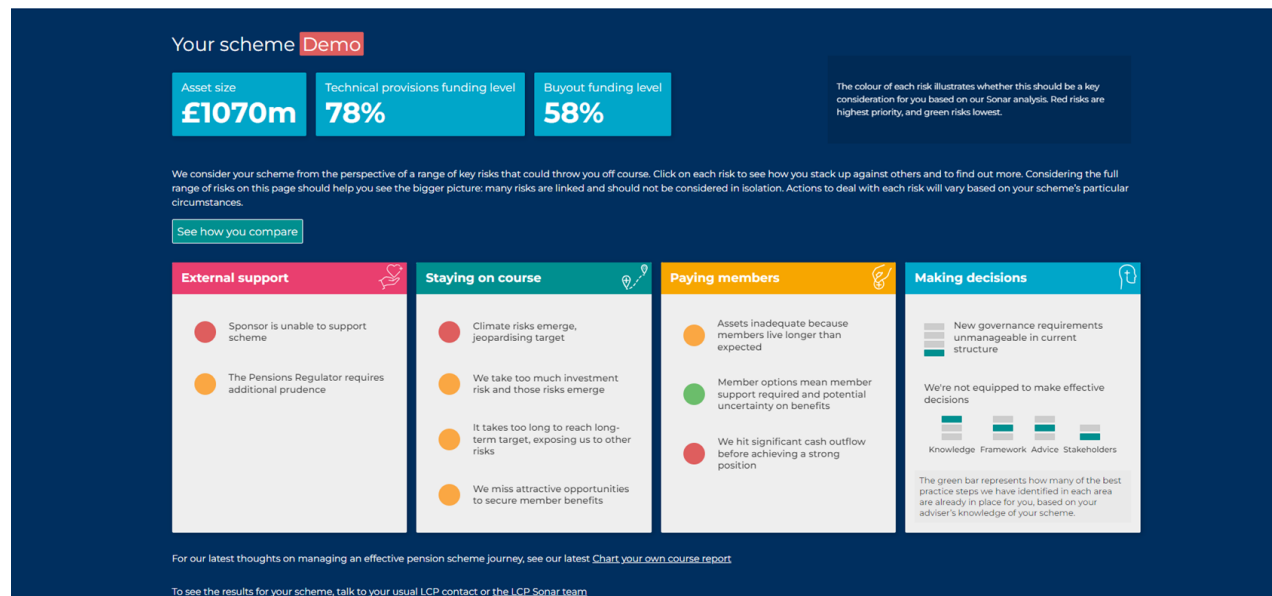 Your scheme Demo
Asset size
£1070m
Technical provisions funding level
78%
Buyout funding level
58%
The colour of each risk illustrates whether this should be a key
consideration for you based on our Sonar analysis. Red risks are
highest priority, and green risks lowest.
We consider your scheme from the perspective of a range of key risks that could throw you off course. Click on each risk to see how you stack up against others and to find out more. Considering the full
range of risks on this page should help you see the bigger picture: many risks are linked and should not be considered in isolation. Actions to deal with each risk will vary based on your scheme's particular
circumstances.
See how you compare
External support
Sponsor is unable to support
scheme
The Pensions Regulator requires
additional prudence
Staying on course
Climate risks emerge,
jeopardising target
We take too much investment
risk and those risks emerge
It takes too long to reach long-
term target, exposing us to other
risks
We miss attractive opportunities
to secure member benefits
Paying members
Assets inadequate because
members live longer than
expected
Member options mean member
support required and potential
uncertainty on benefits
We hit significant cash outflow
before achieving a strong
position
Making decisions
New governance requirements
unmanageable in current
structure
We're not equipped to make effective
decisions
Knowledge Framework Advice Stakeholders
The green bar represents how many of the best
practice steps we have identified in each area
are already in place for you, based on your
adviser's knowledge of your scheme.
For our latest thoughts on managing an effective pension scheme journey, see our latest Chart your own course report
To see the results for your scheme, talk to your usual LCP contact or the LCP Sonar team